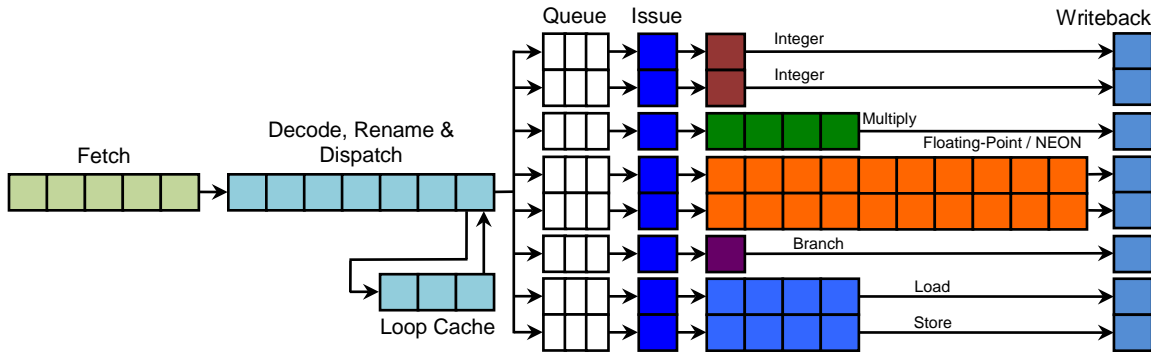 Queue
Issue
Writeback
Integer
Integer
Decode, Rename &
Dispatch
Multiply
Fetch
Floating-Point / NEON
Branch
Load
Loop Cache
Store